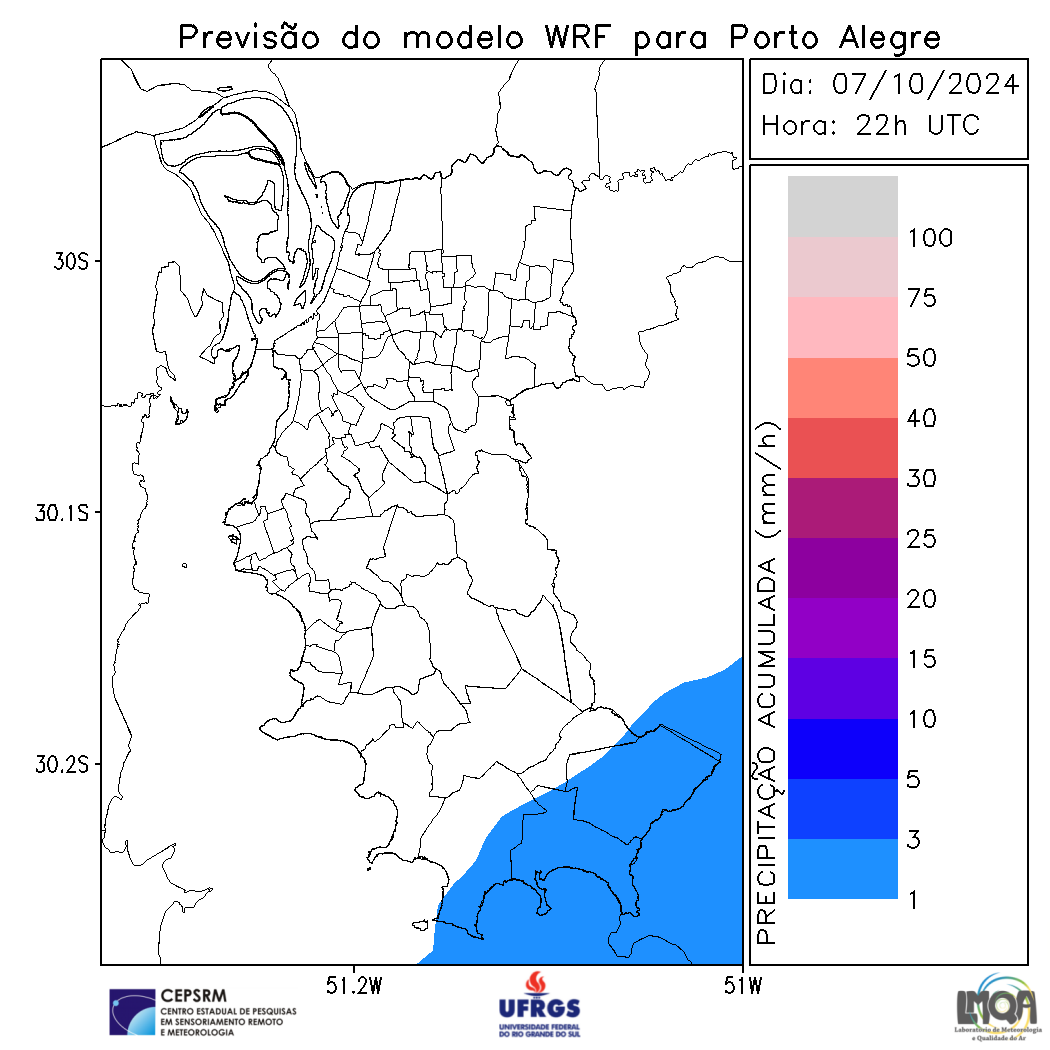 Previsão do modelo WRF para Porto Alegre
Dia: 07/10/2024
Hora: 22h UTC
30S
30.1S
30.2S
51.2W
51W
PRECIPITAÇÃO ACUMULADA (mm/h)
100
75
50
40
30
25
20
15
10
5
3
1
CEPSRM
CENTRO ESTADUAL DE PESQUISAS
EM SENSORIAMENTO REMOTO
E METEOROLOGIA
UFRGS
UNIVERSIDADE FEDERAL
DO RIO GRANDE DO SUL
LMQA
Laboratório de Meteorologia
e Qualidade do Ar